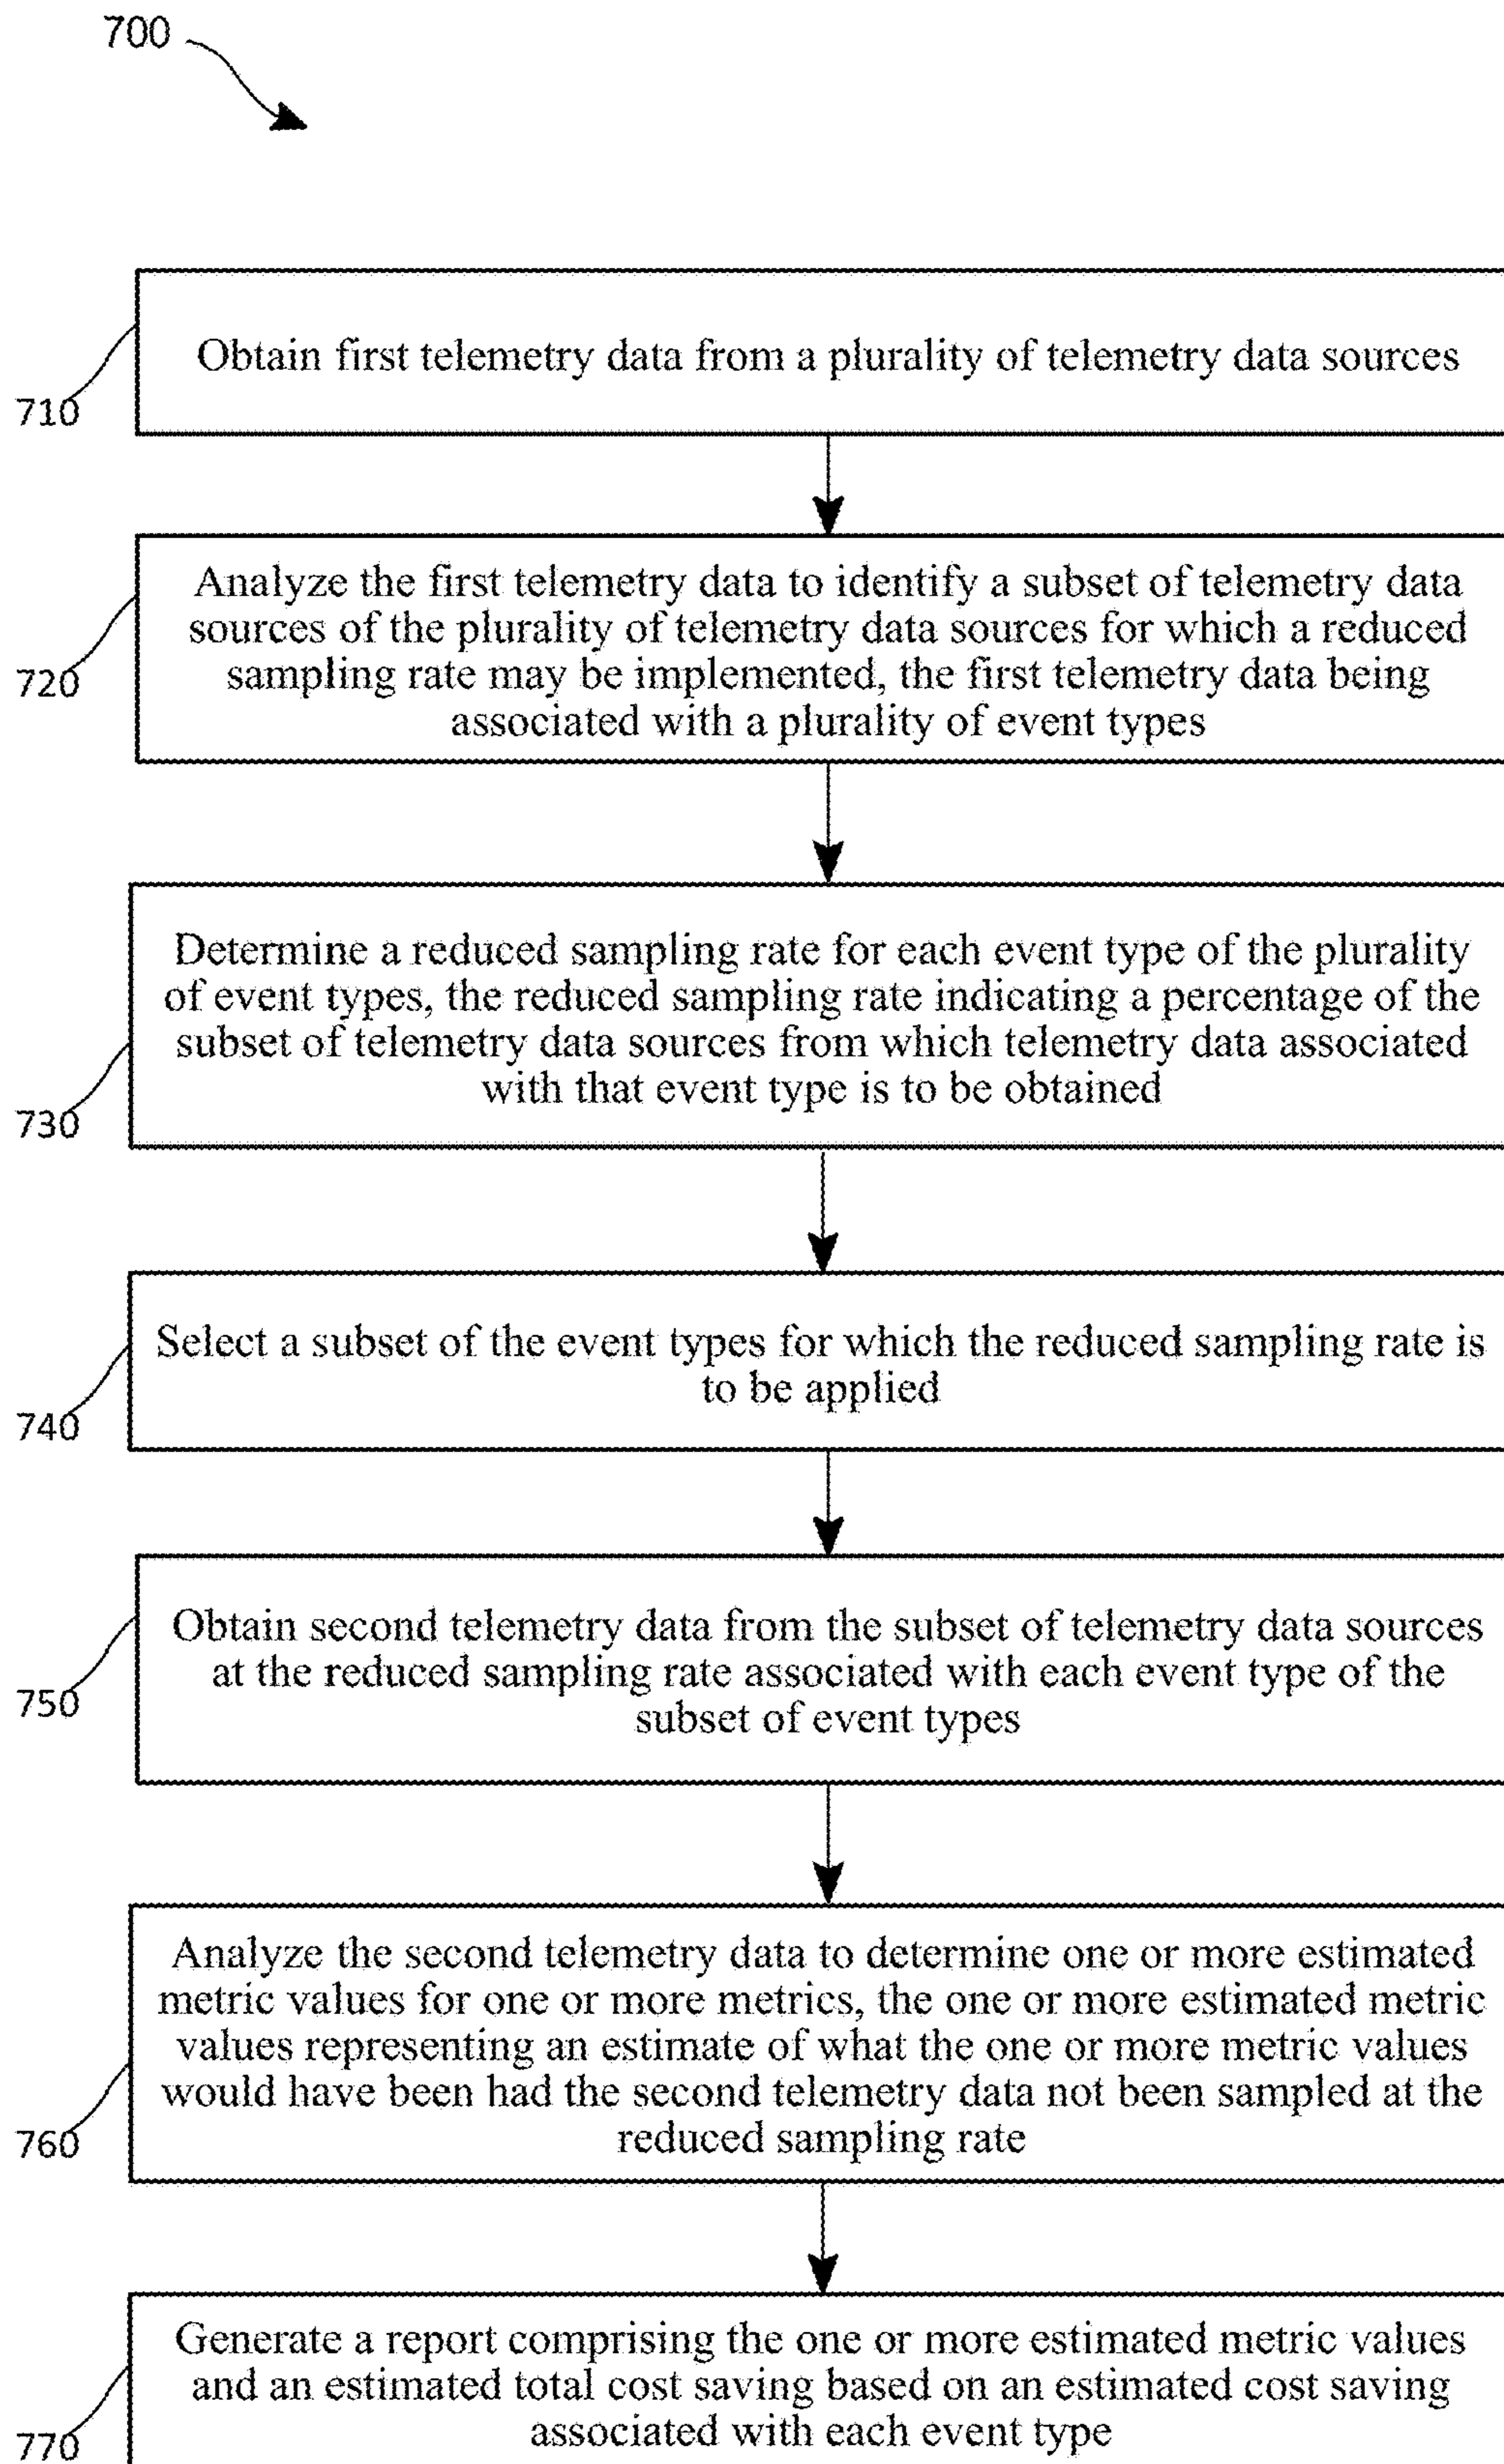 700
Obtain first telemetry data from a plurality of telemetry data sources
710
Analyze the first telemetry data to identify a subset of telemetry data
sources of the plurality of telemetry data sources for which a reduced
sampling rate may be implemented, the first telemetry data being
associated with a plurality of event types
720
Determine a reduced sampling rate for each event type of the plurality
of event types, the reduced sampling rate indicating a percentage of the
subset of telemetry data sources from which telemetry data associated
with that event type is to be obtained
730
Select a subset of the event types for which the reduced sampling rate is
to be applied
740
Obtain second telemetry data from the subset of telemetry data sources
at the reduced sampling rate associated with each event type of the
subset of event types
750
Analyze the second telemetry data to determine one or more estimated
metric values for one or more metrics, the one or more estimated metric
values representing an estimate of what the one or more metric values
would have been had the second telemetry data not been sampled at the
reduced sampling rate
760
Generate a report comprising the one or more estimated metric values
and an estimated total cost saving based on an estimated cost saving
associated with each event type
770